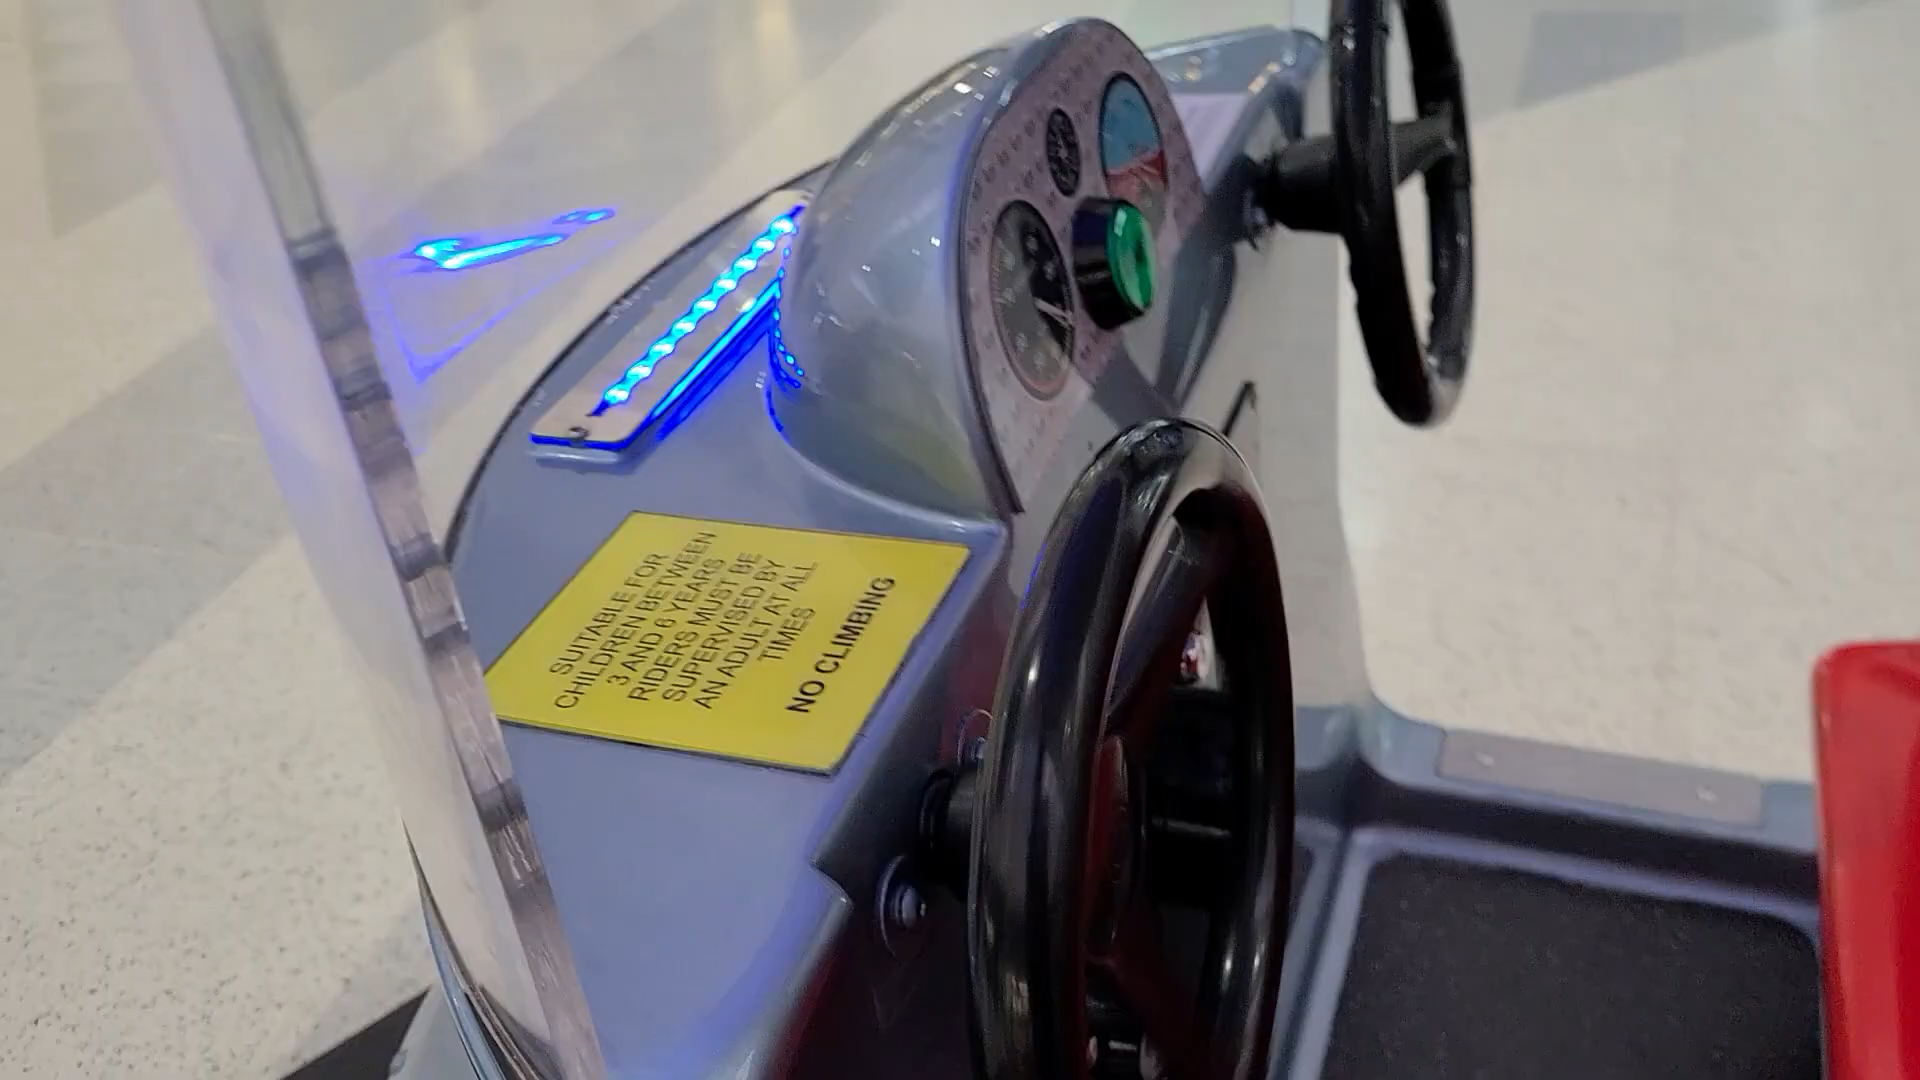 SUITABLE FOR
CHILDREN BETWEEN
3 AND 6 YEARS
RIDERS MUST BE
SUPERVISED BY
AN ADULT AT ALL
TIMES
NO CLIMBING